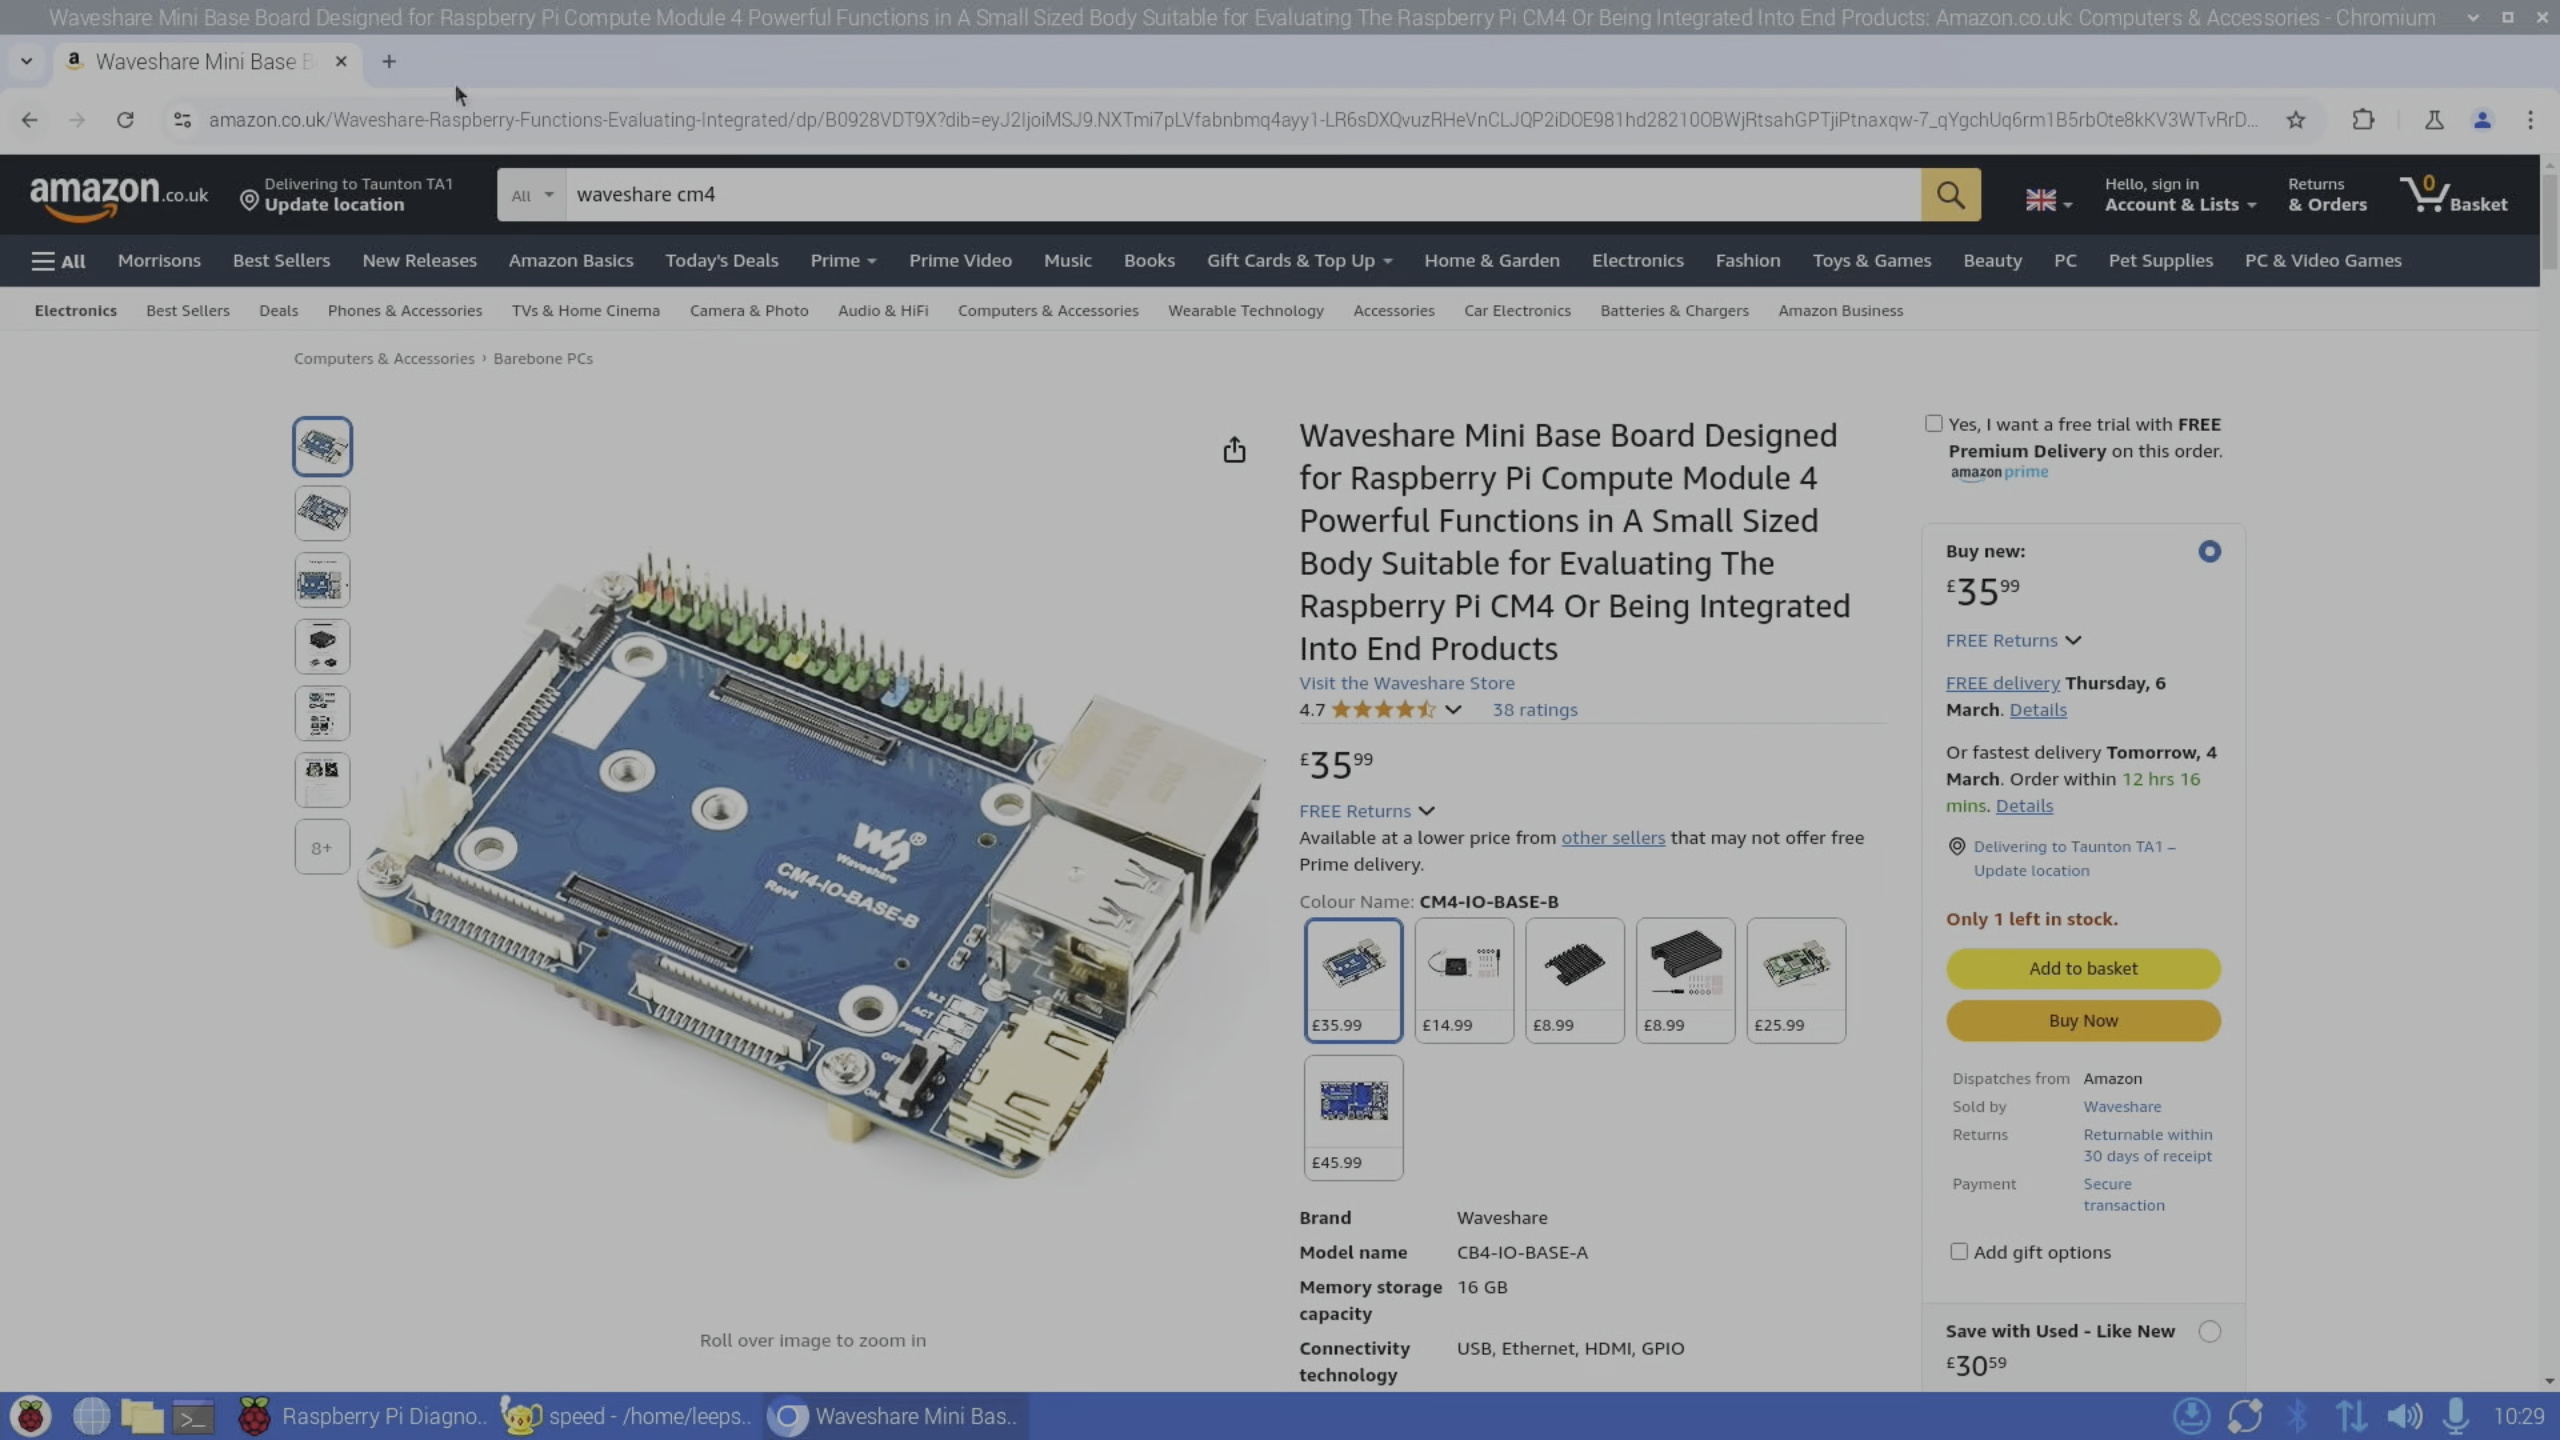 Waveshare Mini Base Board Designed for Raspberry Pi Compute Module 4 Powerful Functions in A Small Sized Body Suitable for Evaluating The Raspberry Pi CM4 Or Being Integrated Into End Products: Amazon.co.uk: Computers & Accessories - Chromium
Waveshare Mini Base B
amazon.co.uk/Waveshare-Raspberry-Functions-Evaluating-Integrated/dp/B0928VDT9X?dib=eyJ2IjoiMSJ9.NXTmi7pLVfabnbmq4ayy1-LR6sDXQvuzRHeVnCLJQP2iDOE981hd28210OBWjRtsahGPTjiPtnaxqw-7_qYgchUq6rm1B5rbOte8kKV3WTvRrD...
amazon.co.uk
Delivering to Taunton TA1
Update location
All
waveshare cm4
Hello, sign in
Account & Lists
Returns
& Orders
0
Basket
All Morrisons Best Sellers New Releases Amazon Basics Today's Deals Prime Prime Video Music Books Gift Cards & Top Up Home & Garden Electronics Fashion Toys & Games Beauty PC Pet Supplies PC & Video Games
Electronics Best Sellers Deals Phones & Accessories TVs & Home Cinema Camera & Photo Audio & HiFi Computers & Accessories Wearable Technology Accessories Car Electronics Batteries & Chargers Amazon Business
Computers & Accessories › Barebone PCs
8+
Waveshare
CM4-IO-BASE-B
Rev4
ACT
PWR
OFF
ON
Roll over image to zoom in
Waveshare Mini Base Board Designed
for Raspberry Pi Compute Module 4
Powerful Functions in A Small Sized
Body Suitable for Evaluating The
Raspberry Pi CM4 Or Being Integrated
Into End Products
Visit the Waveshare Store
4.7 38 ratings
£35 99
FREE Returns
Available at a lower price from other sellers that may not offer free
Prime delivery.
Colour Name: CM4-IO-BASE-B
£35.99 £14.99 £8.99 £8.99 £25.99
£45.99
Brand Waveshare
Model name CB4-IO-BASE-A
Memory storage 16 GB
capacity
Connectivity USB, Ethernet, HDMI, GPIO
technology
Yes, I want a free trial with FREE
Premium Delivery on this order.
amazon prime
Buy new:
£35 99
FREE Returns
FREE delivery Thursday, 6
March. Details
Or fastest delivery Tomorrow, 4
March. Order within 12 hrs 16
mins. Details
Delivering to Taunton TA1 –
Update location
Only 1 left in stock.
Add to basket
Buy Now
Dispatches from Amazon
Sold by Waveshare
Returns Returnable within
30 days of receipt
Payment Secure
transaction
Add gift options
Save with Used - Like New
£30 59
Raspberry Pi Diagno.. speed - /home/leeps.. Waveshare Mini Bas.. 10:29